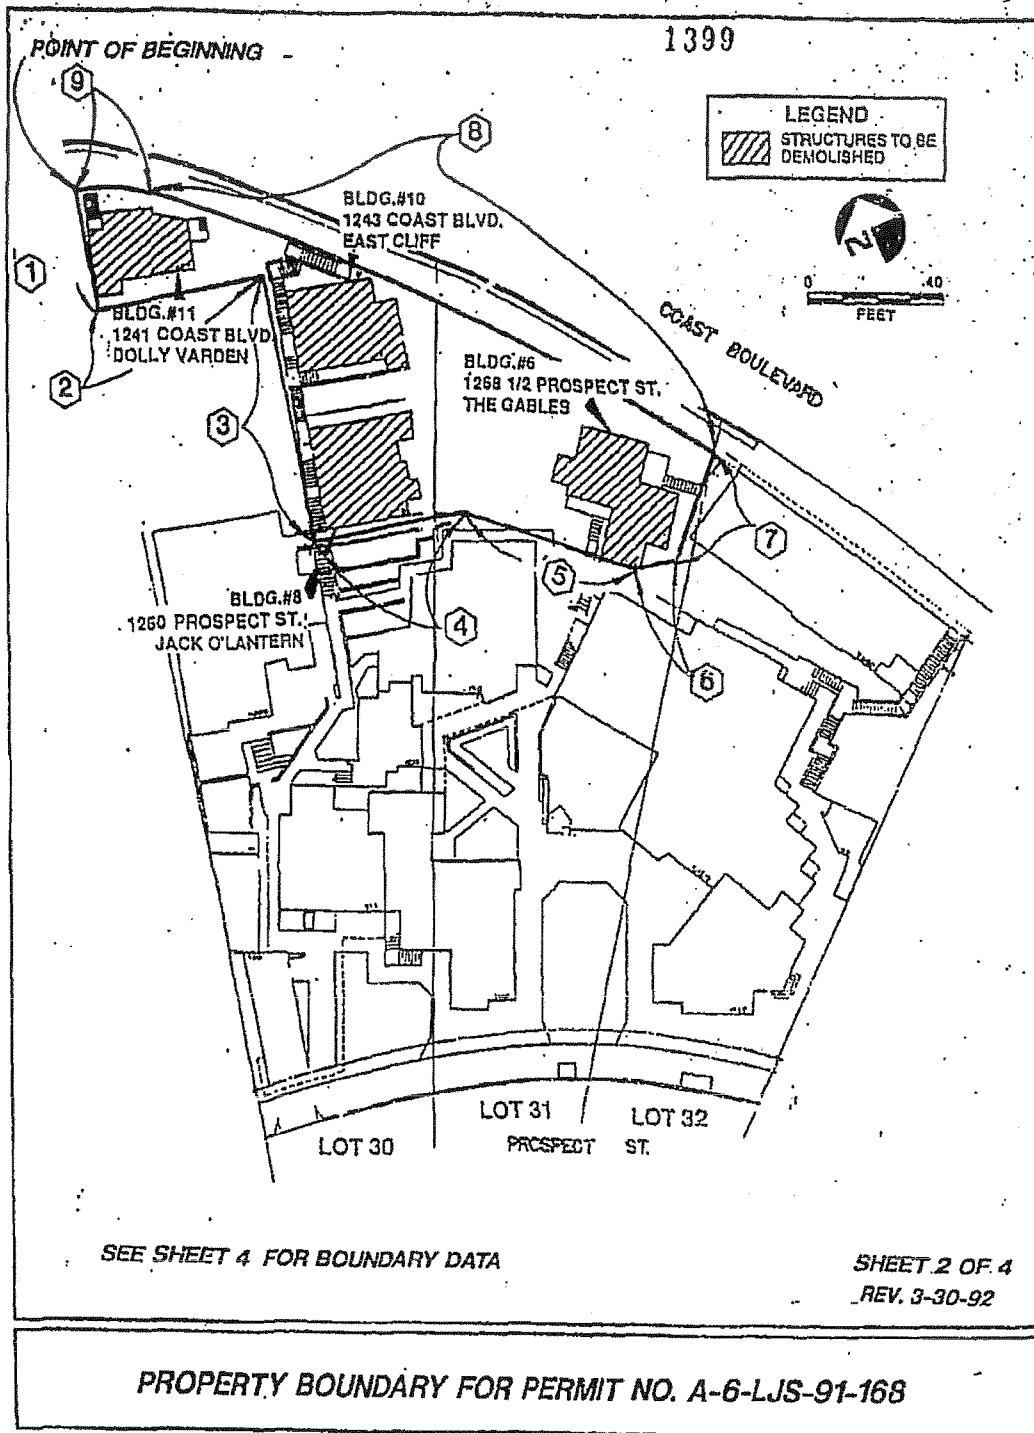 1399
POINT OF BEGINNING
9
8
LEGEND
STRUCTURES TO BE
DEMOLISHED
BLDG.#10
1243 COAST BLVD.
EAST CLIFF
N
1
0 40
FEET
BLDG.#11
1241 COAST BLVD
DOLLY VARDEN
COAST BOULEVARD
2
BLDG.#6
1268 1/2 PROSPECT ST.
THE GABLES
3
7
5
BLDG.#8
1260 PROSPECT ST.
JACK O'LANTERN
4
6
LOT 30
LOT 31
LOT 32
PROSPECT ST.
SEE SHEET 4 FOR BOUNDARY DATA
SHEET 2 OF 4
REV. 3-30-92
PROPERTY BOUNDARY FOR PERMIT NO. A-6-LJS-91-168